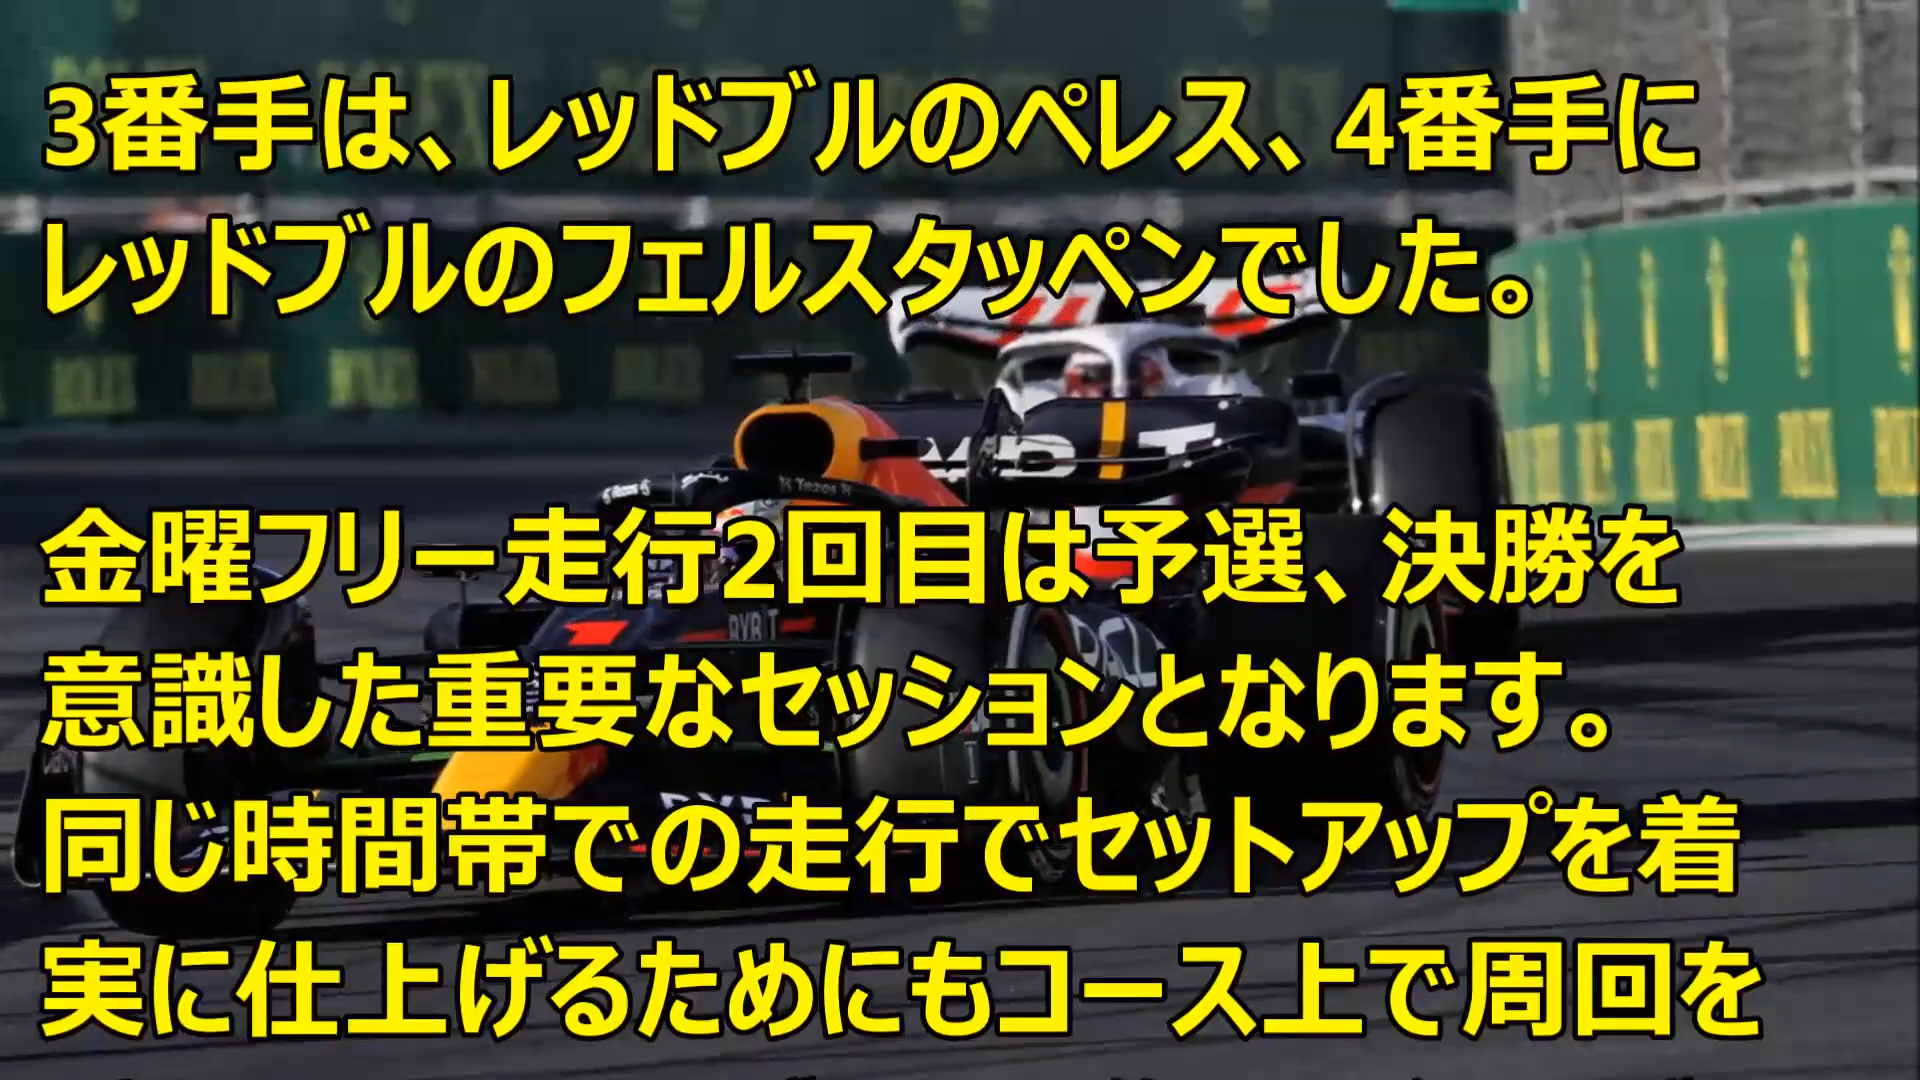 3番手は、レッドブルのペレス、4番手に
レッドブルのフェルスタッペンでした。
金曜フリー走行2回目は予選、決勝を
意識した重要なセッションとなります。
同じ時間帯での走行でセットアップを着
実に仕上げるためにもコース上で周回を
ROLEX
BYBIT
1